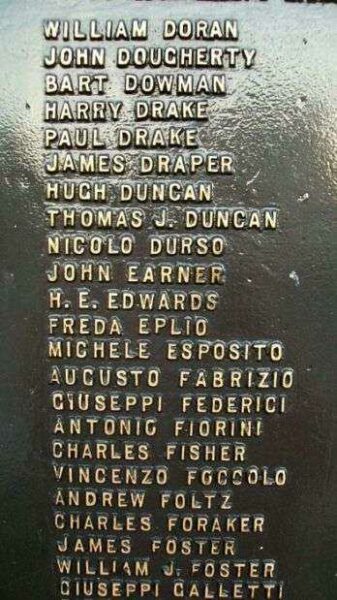 WILLIAM DORAN
JOHN DOUGHERTY
BART DOWMAN
HARRY DRAKE
PAUL DRAKE
JAMES DRAPER
HUGH DUNCAN
THOMAS J. DUNCAN
NICOLO DURSO
JOHN EARNER
H. E. EDWARDS
FREDA EPLIO
MICHELE ESPOSITO
AUGUSTO FABRIZIO
GIUSEPPI FEDERICI
ANTONIO FIORINI
CHARLES FISHER
VINCENZO FOCCOLO
ANDREW FOLTZ
CHARLES FORAKER
JAMES FOSTER
WILLIAM J. FOSTER
GIUSEPPI GALLETTI